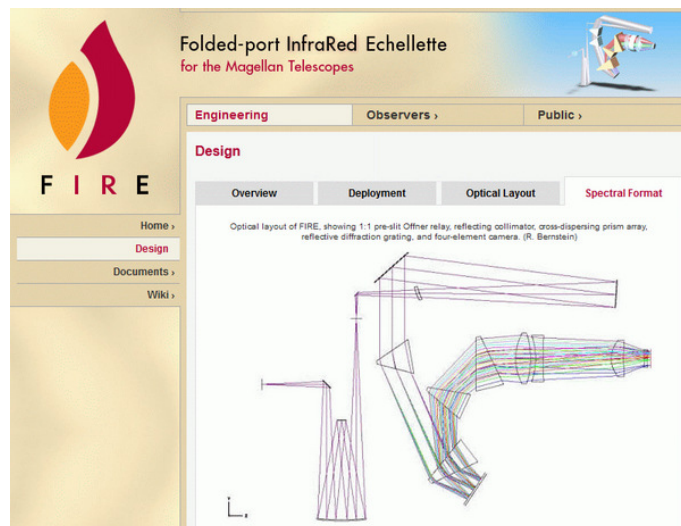 Folded-port InfraRed Echellette
for the Magellan Telescopes
FIRE
Engineering
Observers ›
Public ›
Home ›
Design
Documents ›
Wiki ›
Design
Overview
Deployment
Optical Layout
Spectral Format
Optical layout of FIRE, showing 1:1 pre-slit Offner relay, reflecting collimator, cross-dispersing prism array,
reflective diffraction grating, and four-element camera. (R. Bernstein)